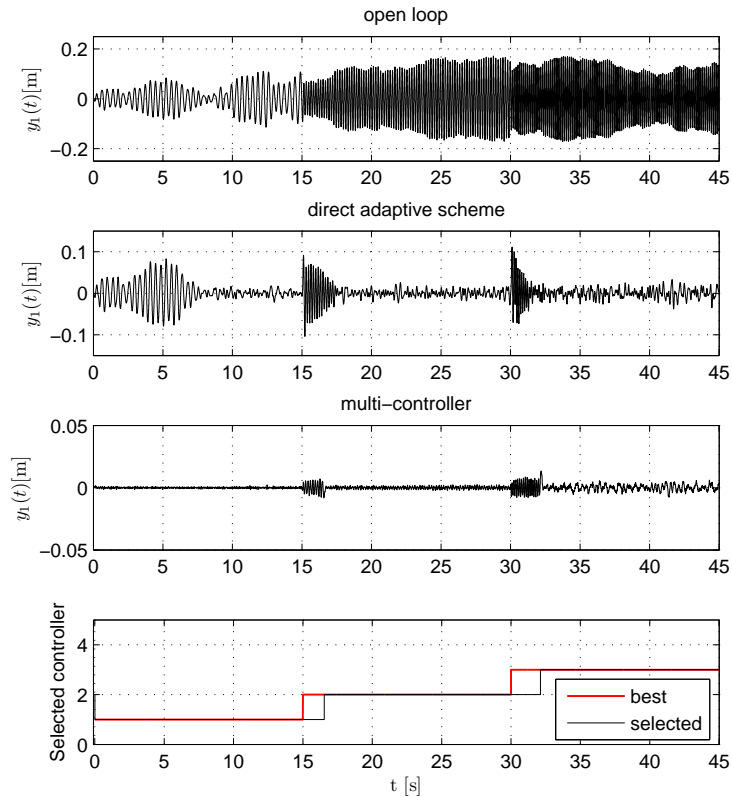 open loop
y₁(t)[m]
0.2
0
−0.2
0 5 10 15 20 25 30 35 40 45
direct adaptive scheme
y₁(t)[m]
0.1
0
−0.1
0 5 10 15 20 25 30 35 40 45
multi−controller
y₁(t)[m]
0.05
0
−0.05
0 5 10 15 20 25 30 35 40 45
Selected controller
4
2
0
best
selected
0 5 10 15 20 25 30 35 40 45
t [s]